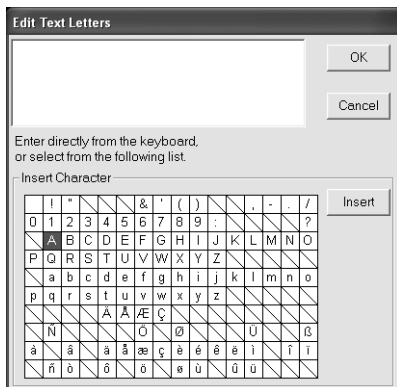 Edit Text Letters
OK
Cancel
Enter directly from the keyboard,
or select from the following list.
Insert Character
Insert
! " & ' ( ) , - . /
0 1 2 3 4 5 6 7 8 9 : ?
A B C D E F G H I J K L M N O
P Q R S T U V W X Y Z
a b c d e f g h i j k l m n o
p q r s t u v w x y z
Ä Å Æ Ç
Ñ Ö Ø Ü ß
à â ä å æ ç è é ê ë ì î ï
ñ ò ô ö ø ù û ü